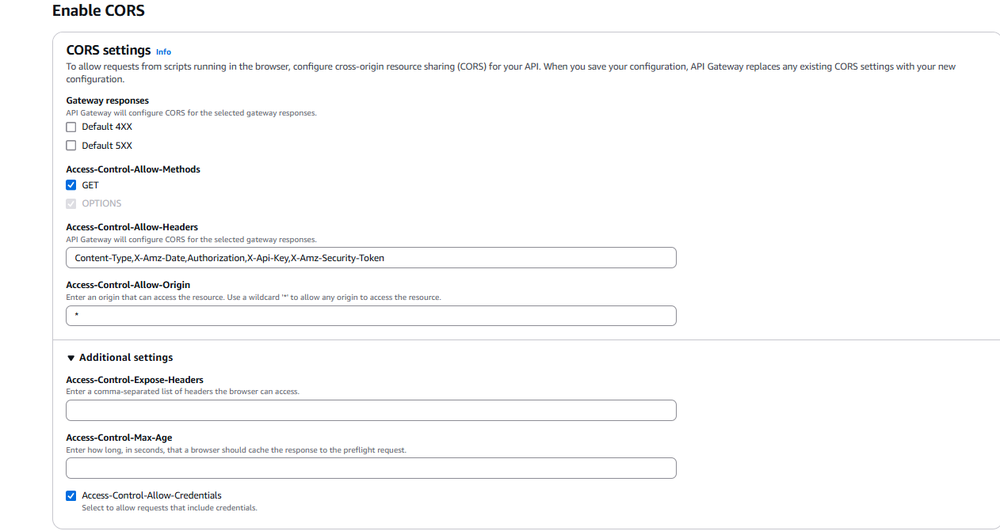 Enable CORS
CORS settings Info
To allow requests from scripts running in the browser, configure cross-origin resource sharing (CORS) for your API. When you save your configuration, API Gateway replaces any existing CORS settings with your new
configuration.
Gateway responses
API Gateway will configure CORS for the selected gateway responses.
Default 4XX
Default 5XX
Access-Control-Allow-Methods
GET
OPTIONS
Access-Control-Allow-Headers
API Gateway will configure CORS for the selected gateway responses.
Content-Type,X-Amz-Date,Authorization,X-Api-Key,X-Amz-Security-Token
Access-Control-Allow-Origin
Enter an origin that can access the resource. Use a wildcard '*' to allow any origin to access the resource.
*
Additional settings
Access-Control-Expose-Headers
Enter a comma-separated list of headers the browser can access.
Access-Control-Max-Age
Enter how long, in seconds, that a browser should cache the response to the preflight request.
Access-Control-Allow-Credentials
Select to allow requests that include credentials.